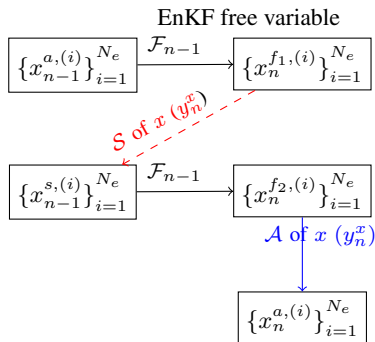 EnKF free variable
$\{x_{n-1}^{a,(i)}\}_{i=1}^{N_e}$ $\mathcal{F}_{n-1}$ $\{x_n^{f_1,(i)}\}_{i=1}^{N_e}$
$\mathcal{S}$ of $x$ $(y_n^x)$
$\{x_{n-1}^{s,(i)}\}_{i=1}^{N_e}$ $\mathcal{F}_{n-1}$ $\{x_n^{f_2,(i)}\}_{i=1}^{N_e}$
$\mathcal{A}$ of $x$ $(y_n^x)$
$\{x_n^{a,(i)}\}_{i=1}^{N_e}$